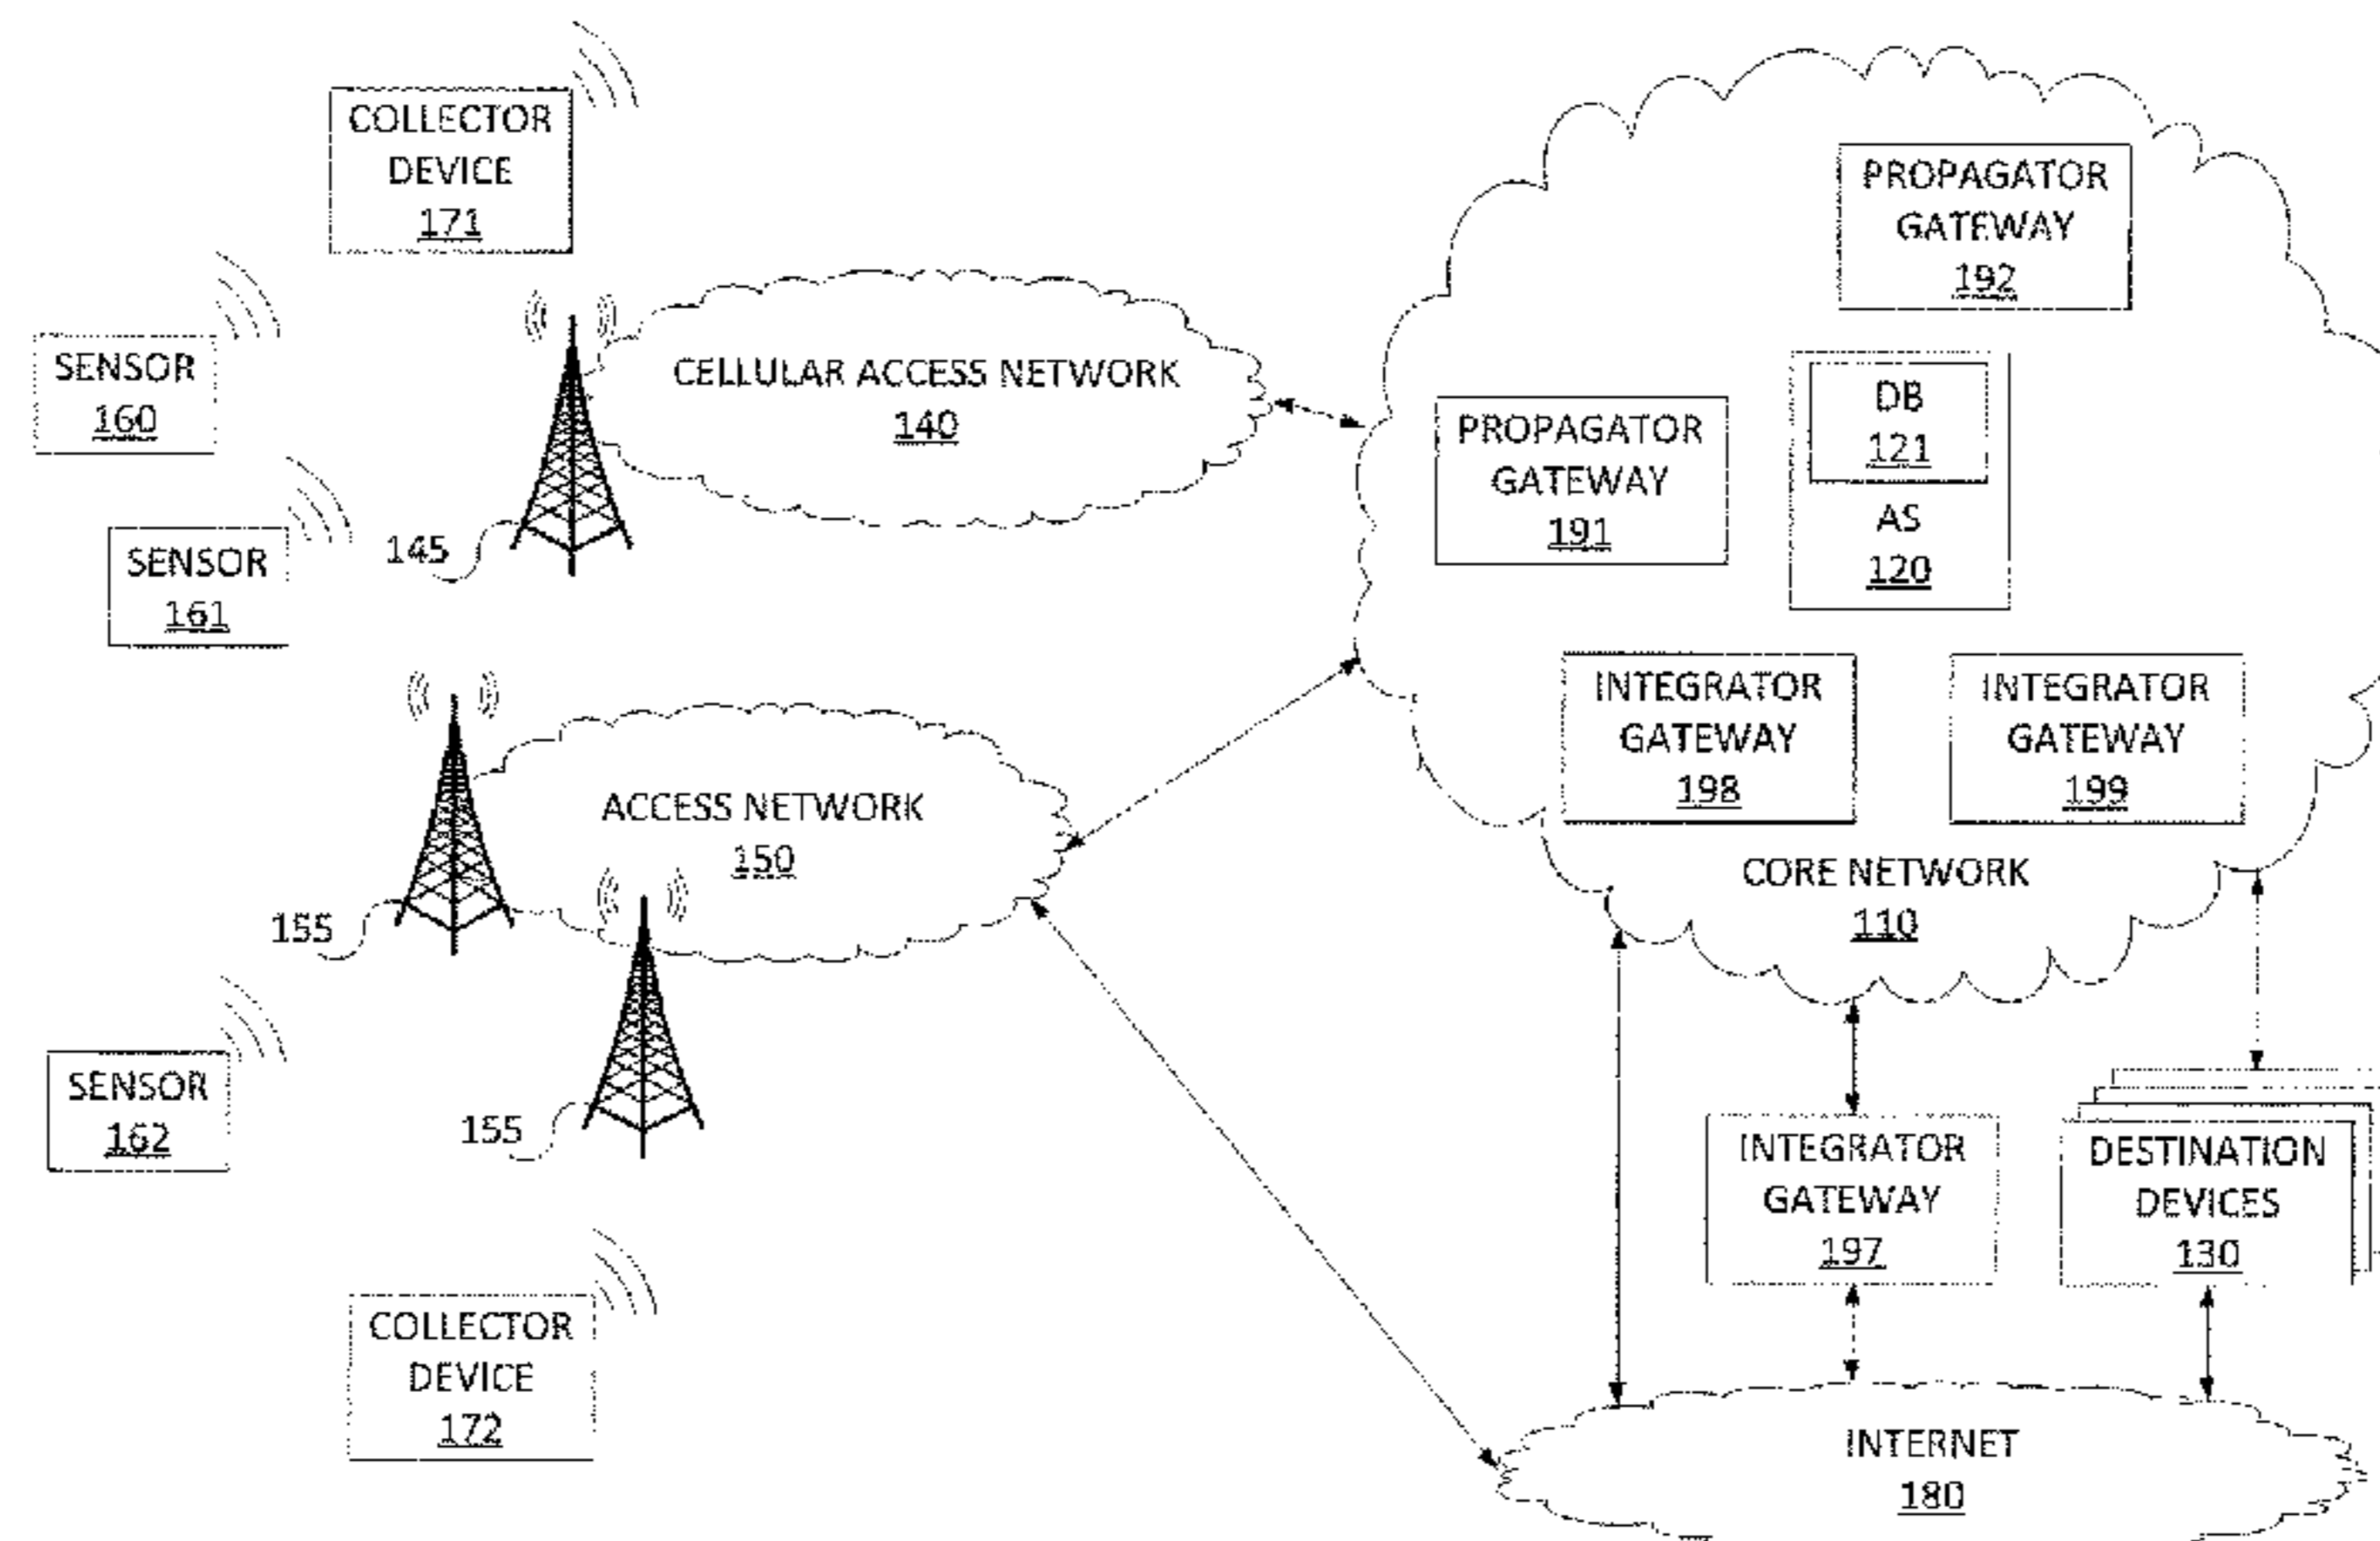 COLLECTOR
DEVICE
171
SENSOR
160
SENSOR
161
145
CELLULAR ACCESS NETWORK
140
PROPAGATOR
GATEWAY
192
PROPAGATOR
GATEWAY
191
DB
121
AS
120
INTEGRATOR
GATEWAY
198
INTEGRATOR
GATEWAY
199
CORE NETWORK
110
ACCESS NETWORK
150
155
155
SENSOR
162
COLLECTOR
DEVICE
172
INTEGRATOR
GATEWAY
197
DESTINATION
DEVICES
130
INTERNET
180